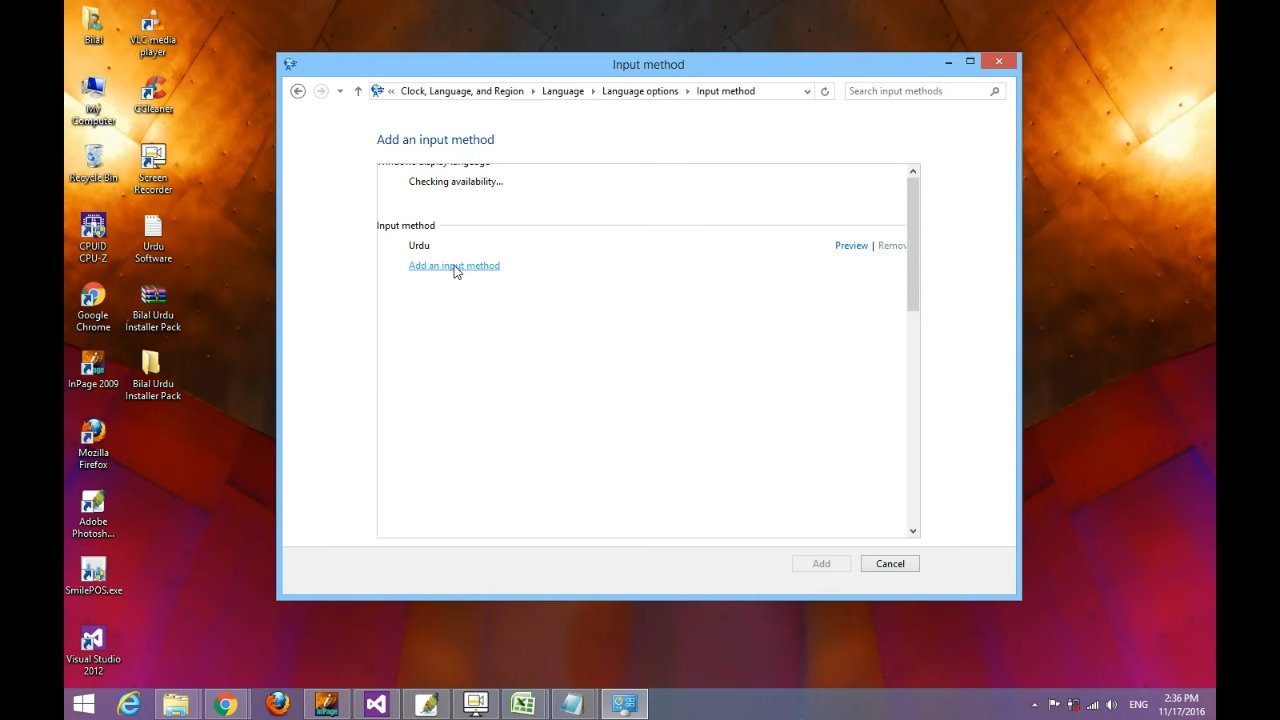 Bilal
VLC media
player
My
Computer
CCleaner
Recycle Bin
Screen
Recorder
CPUID
CPU-Z
Urdu
Software
Google
Chrome
Bilal Urdu
Installer Pack
InPage 2009
Bilal Urdu
Installer Pack
Mozilla
Firefox
Adobe
Photosh...
SmilePOS.exe
Visual Studio
2012
Input method
« Clock, Language, and Region Language Language options Input method
Search input methods
Add an input method
Windows display language
Checking availability...
Input method
Urdu
Preview | Remov
Add an input method
Add
Cancel
ENG
2:36 PM
11/17/2016